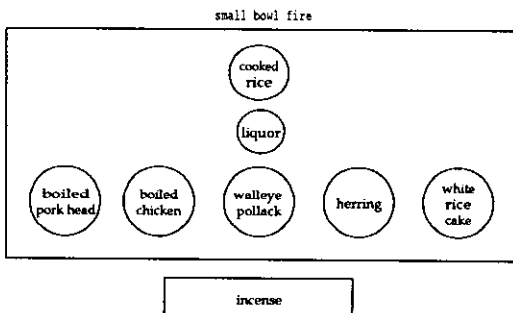 small bowl fire
cooked
rice
liquor
boiled
pork head
boiled
chicken
walleye
pollack
herring
white
rice
cake
incense